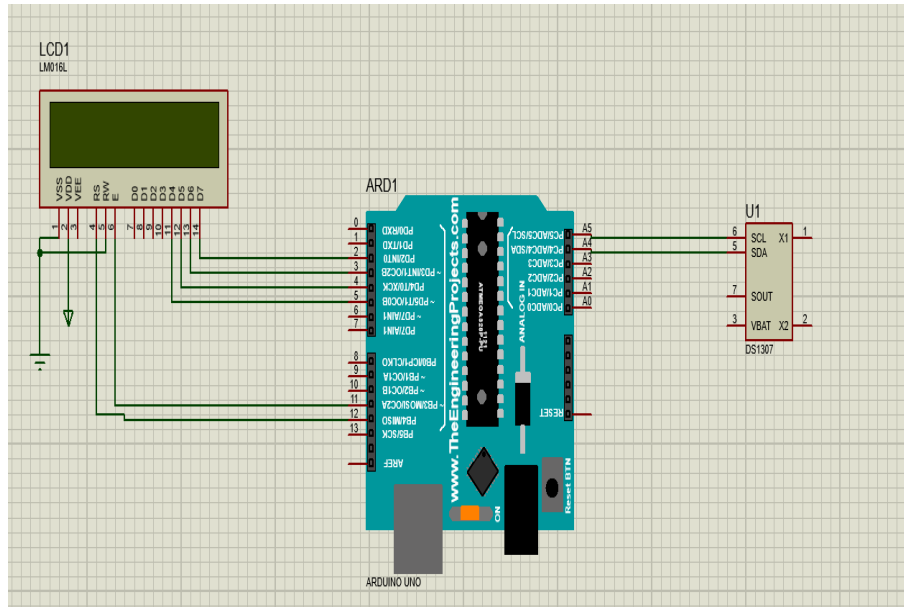 LCD1
LM016L
VSS
VDD
VEE
RS
RW
E
D0
D1
D2
D3
D4
D5
D6
D7
1
2
3
4
5
6
7
8
9
10
11
12
13
14
ARD1
www.TheEngineeringProjects.com
0
PD0/RXD
1
PD1/TXD
2
PD2/INT0
3
~ PD3/INT1/OC2B
4
PD4/T0/XCK
5
~ PD5/T1/OC0B
6
~ PD7/AIN1
7
PD7/AIN1
8
PB0/ICP1/CLKO
9
~ PB1/OC1A
10
~ PB2/OC1B
11
~ PB3/MOSI/OC2A
12
PB4/MISO
13
PB5/SCK
AREF
PC5/ADC5/SCL
A5
PC4/ADC4/SDA
A4
PC3/ADC3
A3
PC2/ADC2
A2
PC1/ADC1
A1
PC0/ADC0
A0
ANALOG IN
RESET
Reset BTN
ON
ARDUINO UNO
U1
6
SCL
X1
1
5
SDA
7
SOUT
3
VBAT
X2
2
DS1307